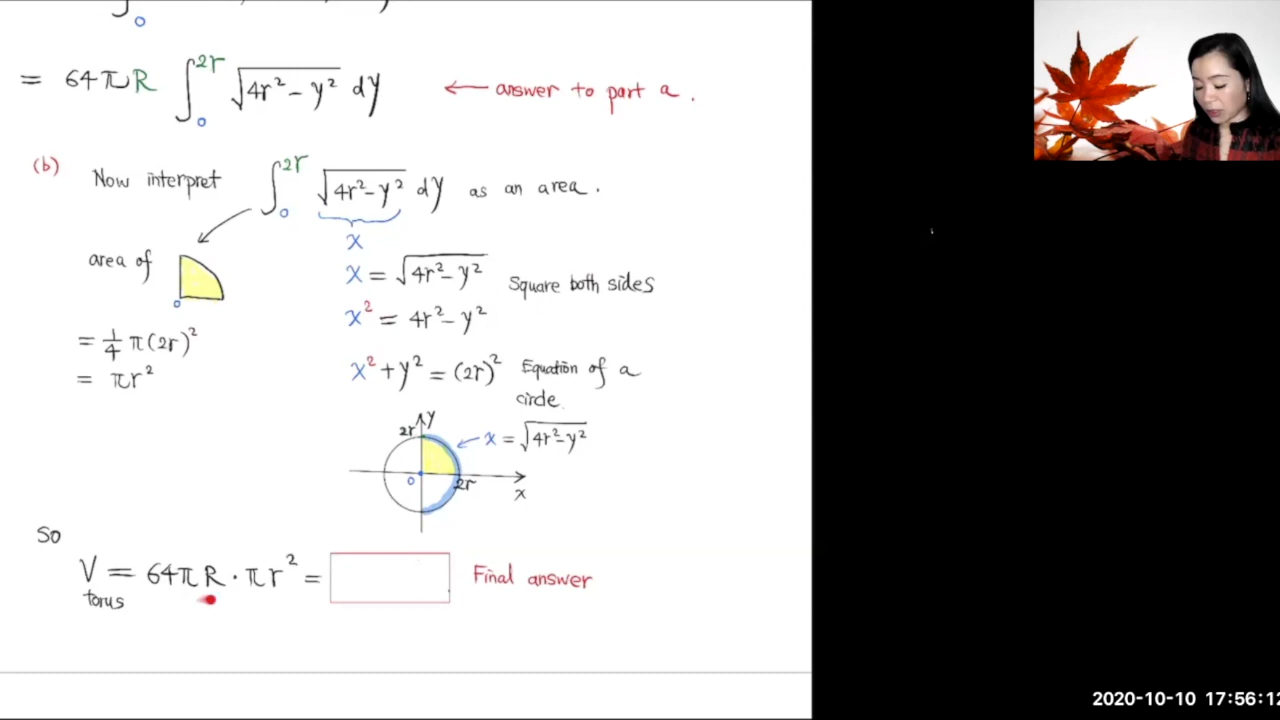 0
= 64πR ∫₀²ʳ √(4r² − y²) dy ← answer to part a.
(b) Now interpret ∫₀²ʳ √(4r² − y²) dy as an area.
x
area of
0
x = √(4r² − y²) Square both sides
x² = 4r² − y²
= 1/4 π(2r)²
= πr²
x² + y² = (2r)² Equation of a
circle.
y
2r
x = √(4r² − y²)
0
2r
x
So
V = 64πR · πr² = Final answer
torus
2020-10-10 17:56:12